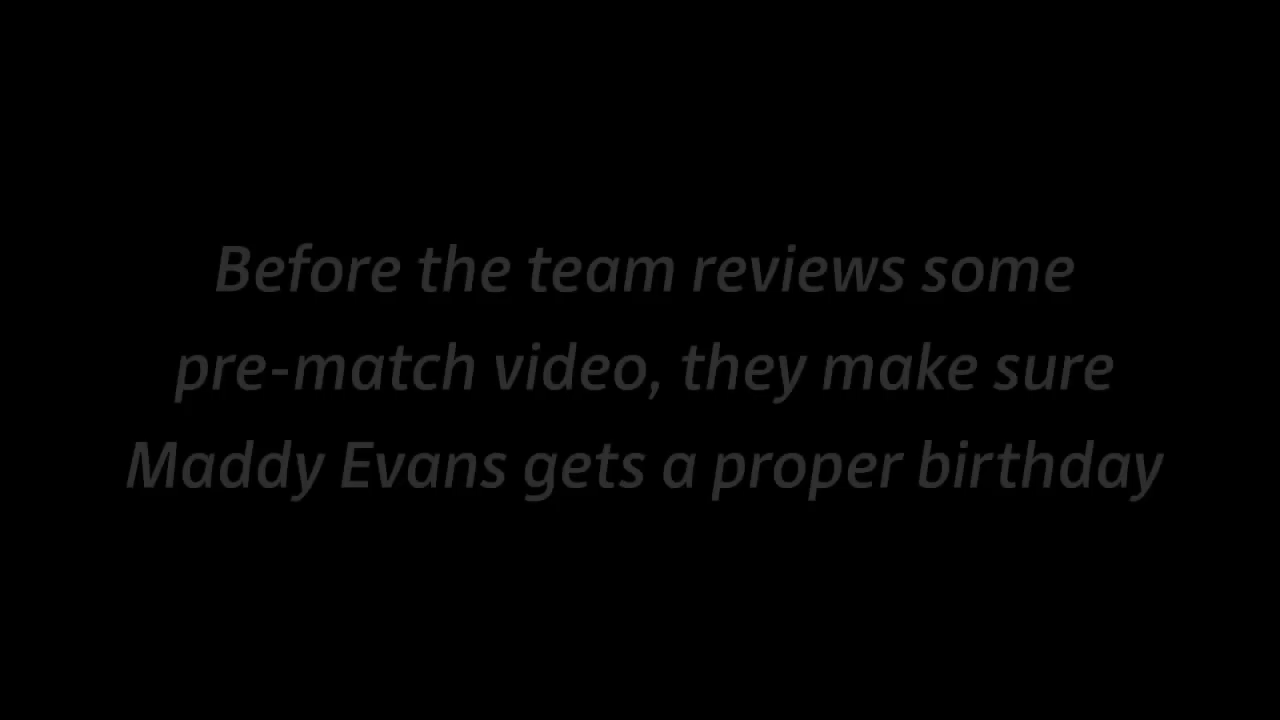 Before the team reviews some
pre-match video, they make sure
Maddy Evans gets a proper birthday